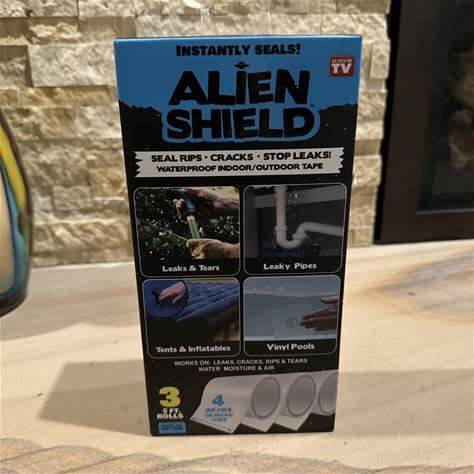 INSTANTLY SEALS!
AS SEEN ON
TV
ALIEN
SHIELD
SEAL RIPS • CRACKS • STOP LEAKS!
WATERPROOF INDOOR/OUTDOOR TAPE
Leaks & Tears
Leaky Pipes
Tents & Inflatables
Vinyl Pools
WORKS ON: LEAKS, CRACKS, RIPS & TEARS
WATER MOISTURE & AIR
3
5 FT.
ROLLS
4
INCHES
WIDE